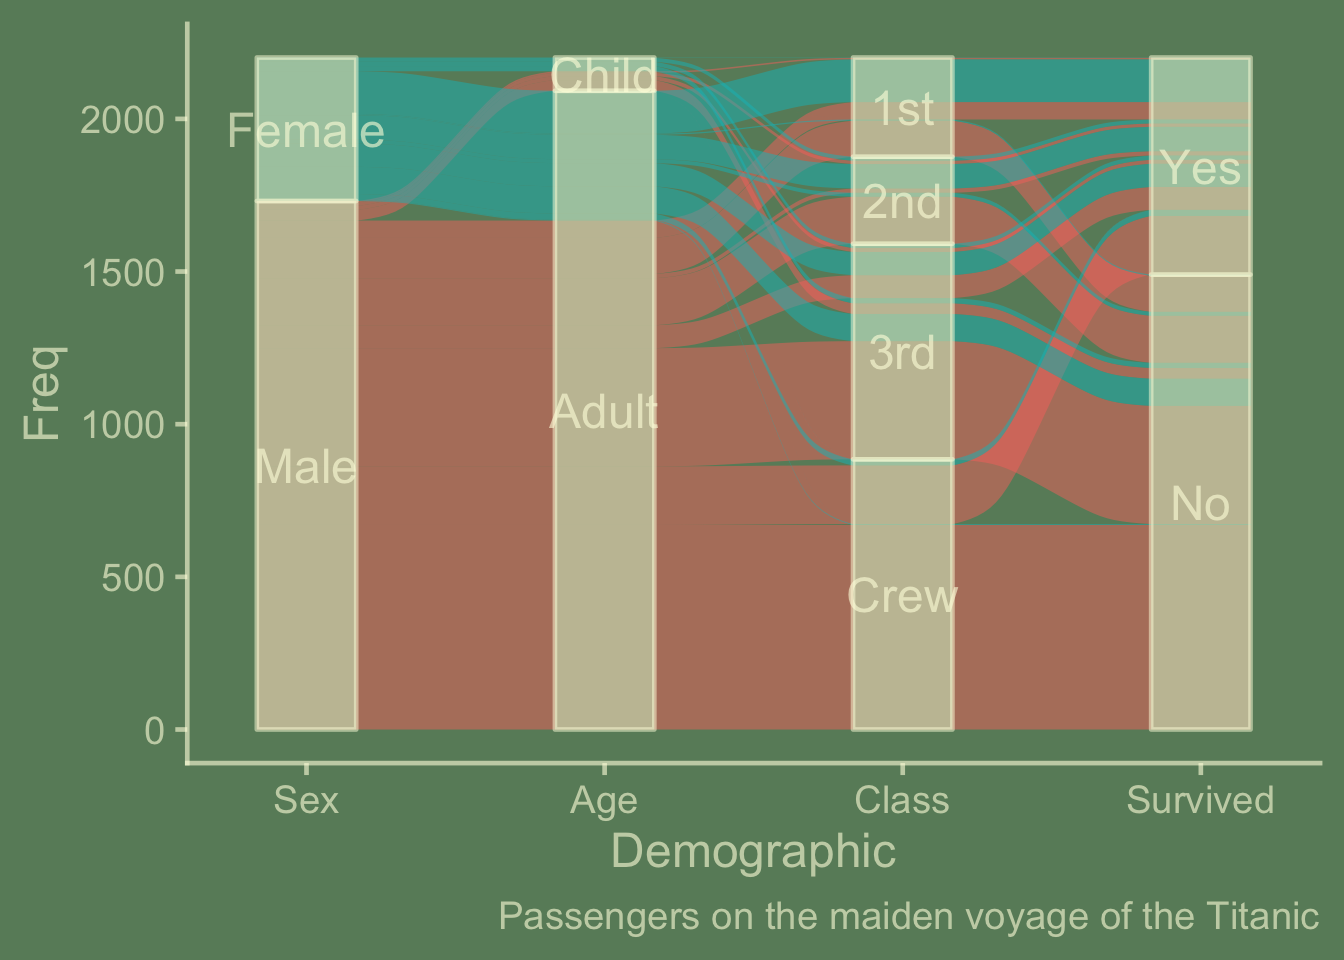 Freq
2000
1500
1000
500
0
Female
Male
Child
Adult
1st
2nd
3rd
Crew
Yes
No
Sex
Age
Class
Survived
Demographic
Passengers on the maiden voyage of the Titanic